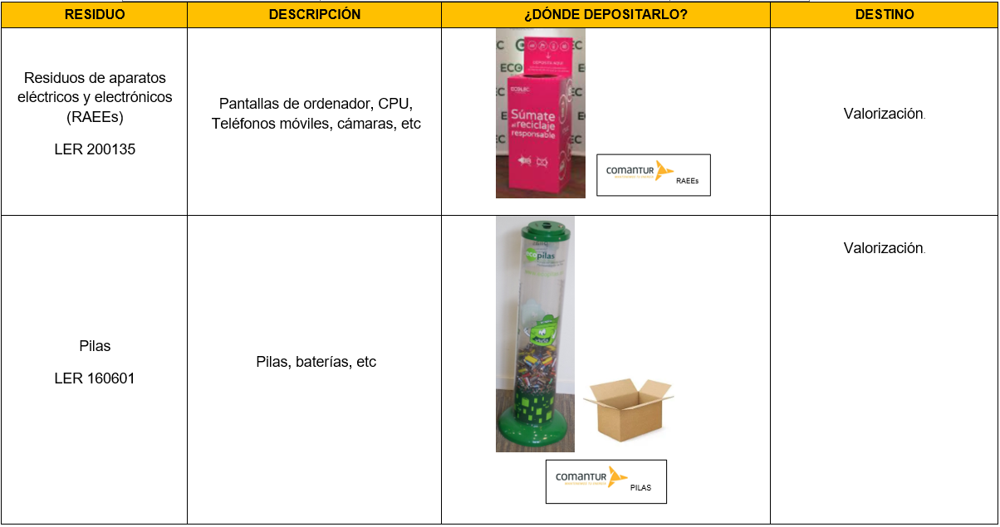 RESIDUO
DESCRIPCIÓN
¿DÓNDE DEPOSITARLO?
DESTINO
Residuos de aparatos
eléctricos y electrónicos
(RAEEs)
LER 200135
Pantallas de ordenador, CPU,
Teléfonos móviles, cámaras, etc
DEPOSITA AQUÍ
ECOLEC
Súmate
al reciclaje
responsable
comantur
RAEEs
Valorización.
Pilas
LER 160601
Pilas, baterías, etc
ecopilas
comantur
PILAS
Valorización.